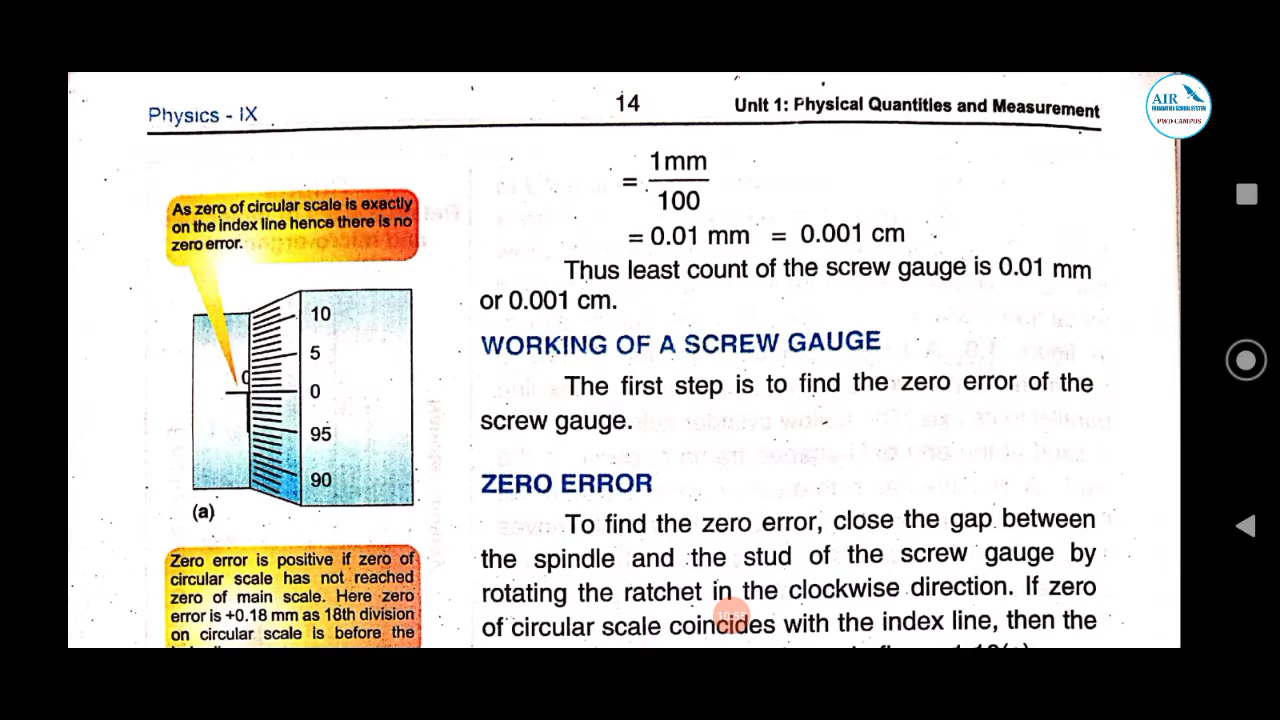 Physics - IX
14
Unit 1: Physical Quantities and Measurement
AIR
PWD CAMPUS
As zero of circular scale is exactly
on the index line hence there is no
zero error.
0
10
5
0
95
90
(a)
Zero error is positive if zero of
circular scale has not reached
zero of main scale. Here zero
error is +0.18 mm as 18th division
on circular scale is before the
= 1mm
100
= 0.01 mm = 0.001 cm
Thus least count of the screw gauge is 0.01 mm
or 0.001 cm.
WORKING OF A SCREW GAUGE
The first step is to find the zero error of the
screw gauge.
ZERO ERROR
To find the zero error, close the gap between
the spindle and the stud of the screw gauge by
rotating the ratchet in the clockwise direction. If zero
of circular scale coincides with the index line, then the